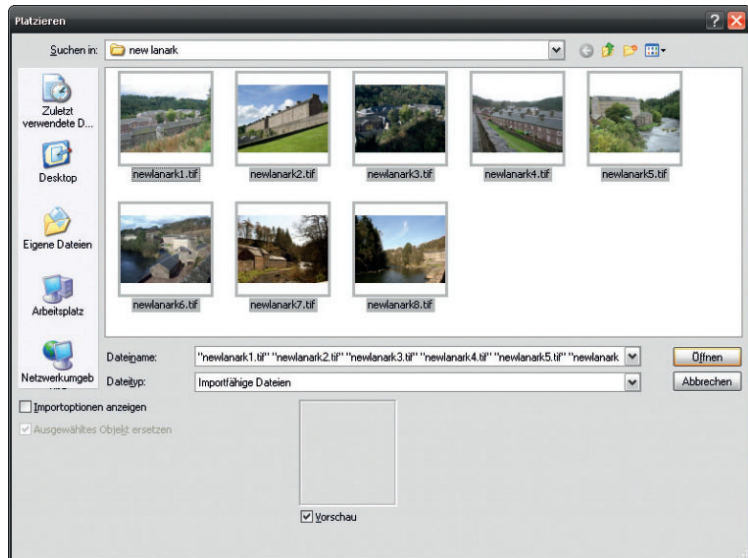 Platzieren
Suchen in: new lanark
Zuletzt
verwendete D...
Desktop
Eigene Dateien
Arbeitsplatz
Netzwerkumgeb
newlanark1.tif newlanark2.tif newlanark3.tif newlanark4.tif newlanark5.tif
newlanark6.tif newlanark7.tif newlanark8.tif
Dateiname: "newlanark1.tif" "newlanark2.tif" "newlanark3.tif" "newlanark4.tif" "newlanark5.tif" "newlanark Öffnen
Dateityp: Importfähige Dateien Abbrechen
Importoptionen anzeigen
Ausgewähltes Objekt ersetzen
Vorschau